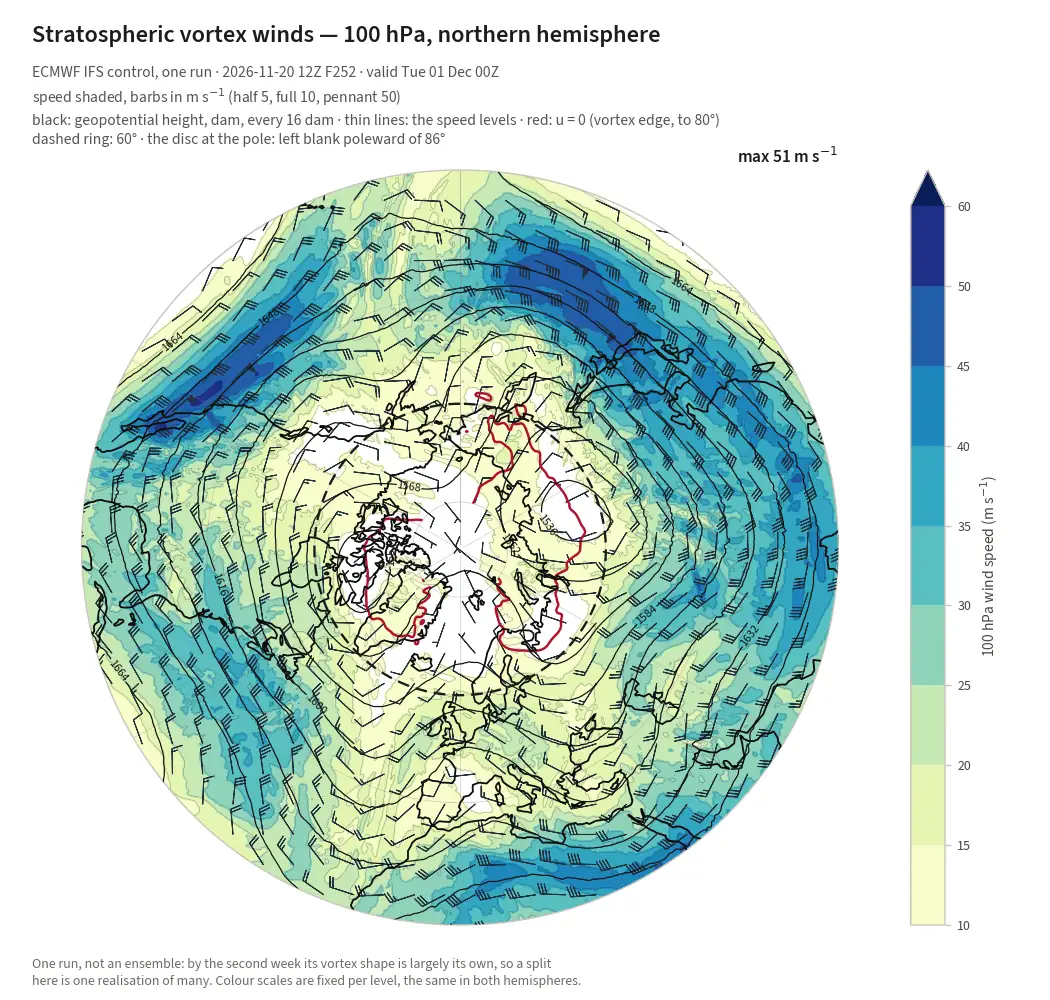 Stratospheric vortex winds — 100 hPa, northern hemisphere
ECMWF IFS control, one run · 2026-11-20 12Z F252 · valid Tue 01 Dec 00Z
speed shaded, barbs in m s⁻¹ (half 5, full 10, pennant 50)
black: geopotential height, dam, every 16 dam · thin lines: the speed levels · red: u = 0 (vortex edge, to 80°)
dashed ring: 60° · the disc at the pole: left blank poleward of 86°
max 51 m s⁻¹
60
50
45
40
35
30
25
20
15
10
100 hPa wind speed (m s⁻¹)
1664
1648
1648
1664
1568
1616
1584
1632
1664
1600
One run, not an ensemble: by the second week its vortex shape is largely its own, so a split
here is one realisation of many. Colour scales are fixed per level, the same in both hemispheres.